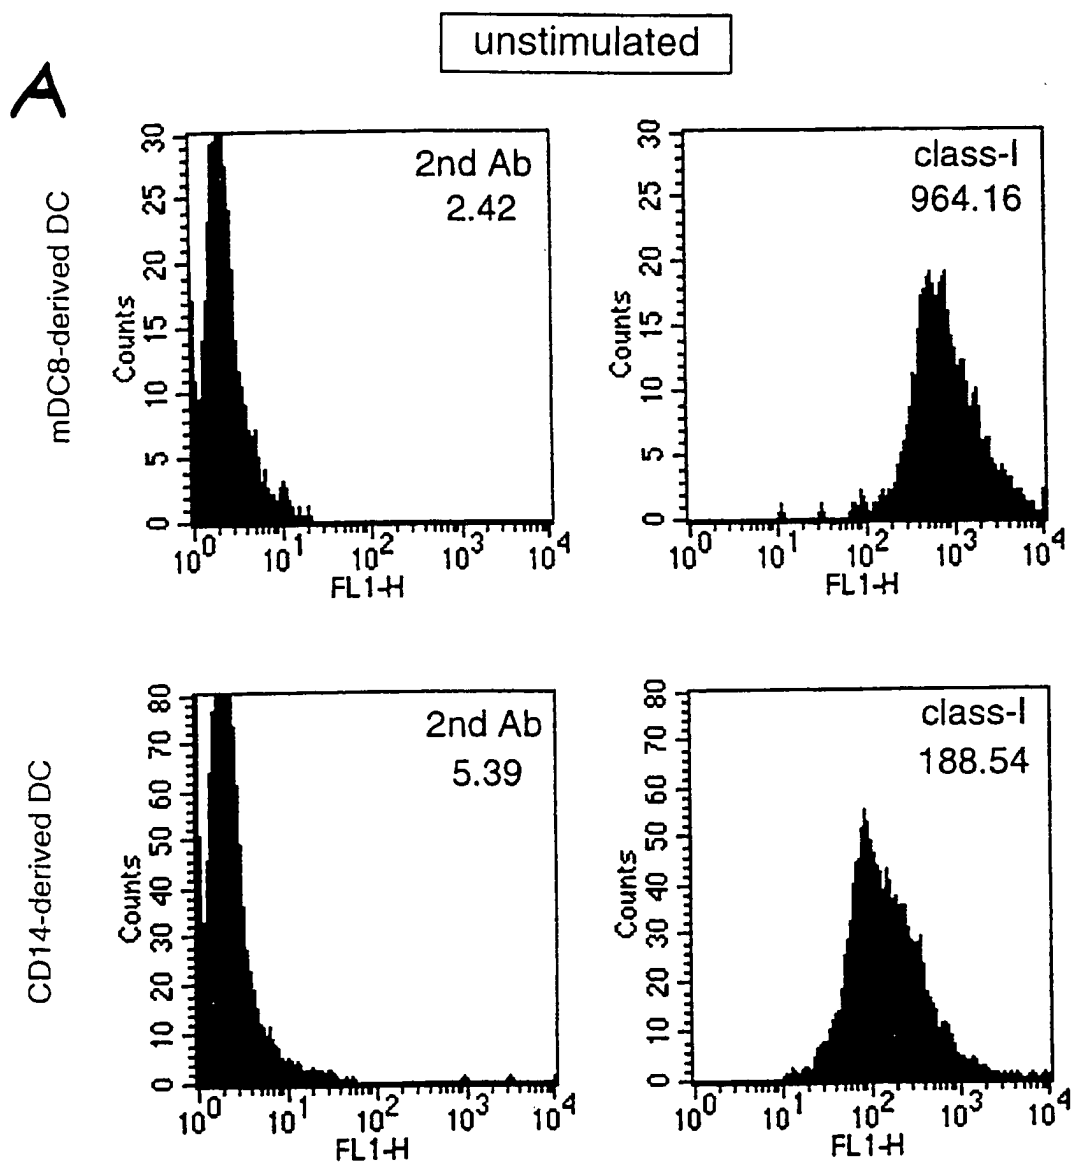 unstimulated
A
mDC8-derived DC
2nd Ab
2.42
30
25
20
15
10
5
0
Counts
10^0 10^1 10^2 10^3 10^4
FL1-H
class-I
964.16
30
25
20
15
10
5
0
Counts
10^0 10^1 10^2 10^3 10^4
FL1-H
CD14-derived DC
2nd Ab
5.39
80
70
60
50
40
30
20
10
0
Counts
10^0 10^1 10^2 10^3 10^4
FL1-H
class-I
188.54
80
70
60
50
40
30
20
10
0
Counts
10^0 10^1 10^2 10^3 10^4
FL1-H